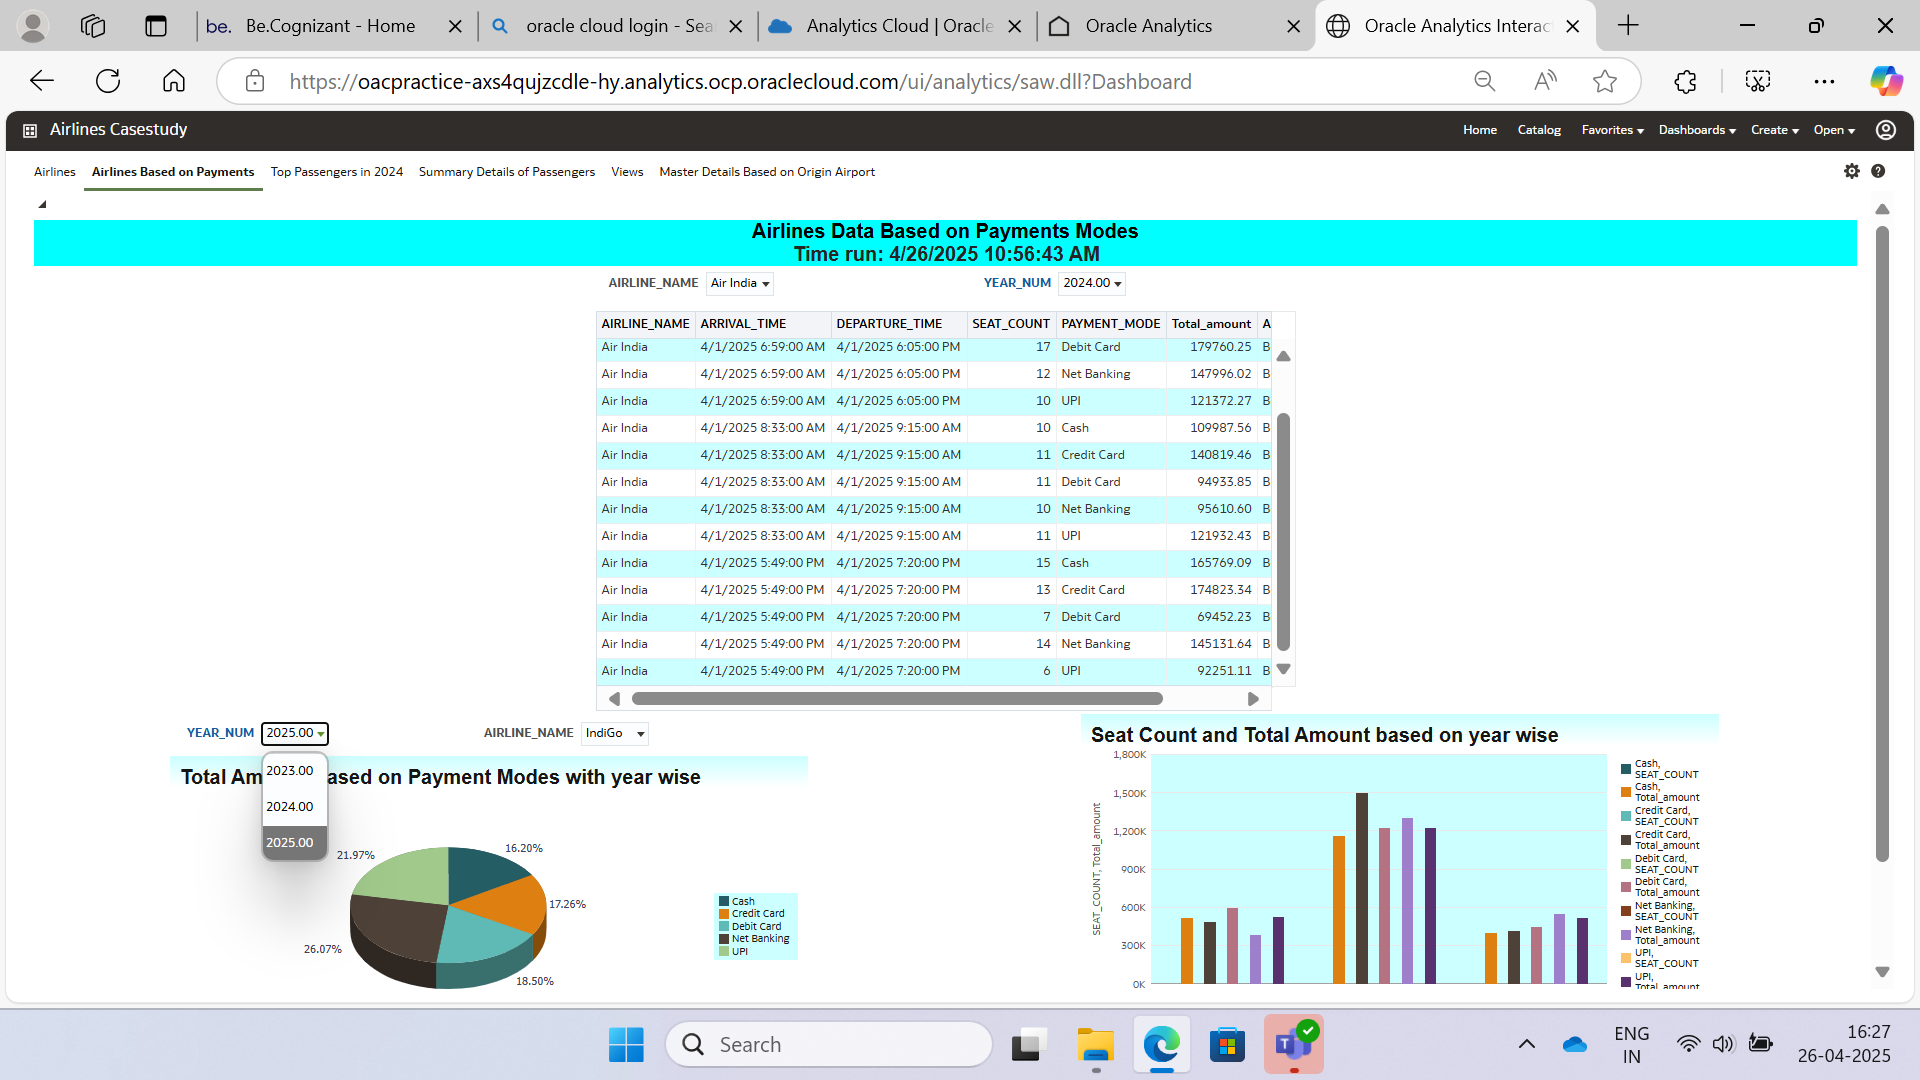 be. Be.Cognizant - Home
oracle cloud login - Sea
Analytics Cloud | Oracle
Oracle Analytics
Oracle Analytics Interac
https://oacpractice-axs4qujzcdle-hy.analytics.ocp.oraclecloud.com/ui/analytics/saw.dll?Dashboard
Airlines Casestudy
Home Catalog Favorites Dashboards Create Open
Airlines Airlines Based on Payments Top Passengers in 2024 Summary Details of Passengers Views Master Details Based on Origin Airport
Airlines Data Based on Payments Modes
Time run: 4/26/2025 10:56:43 AM
AIRLINE_NAME Air India YEAR_NUM 2024.00
AIRLINE_NAME ARRIVAL_TIME DEPARTURE_TIME SEAT_COUNT PAYMENT_MODE Total_amount A
Air India 4/1/2025 6:59:00 AM 4/1/2025 6:05:00 PM 17 Debit Card 179760.25 B
Air India 4/1/2025 6:59:00 AM 4/1/2025 6:05:00 PM 12 Net Banking 147996.02 B
Air India 4/1/2025 6:59:00 AM 4/1/2025 6:05:00 PM 10 UPI 121372.27 B
Air India 4/1/2025 8:33:00 AM 4/1/2025 9:15:00 AM 10 Cash 109987.56 B
Air India 4/1/2025 8:33:00 AM 4/1/2025 9:15:00 AM 11 Credit Card 140819.46 B
Air India 4/1/2025 8:33:00 AM 4/1/2025 9:15:00 AM 11 Debit Card 94933.85 B
Air India 4/1/2025 8:33:00 AM 4/1/2025 9:15:00 AM 10 Net Banking 95610.60 B
Air India 4/1/2025 8:33:00 AM 4/1/2025 9:15:00 AM 11 UPI 121932.43 B
Air India 4/1/2025 5:49:00 PM 4/1/2025 7:20:00 PM 15 Cash 165769.09 B
Air India 4/1/2025 5:49:00 PM 4/1/2025 7:20:00 PM 13 Credit Card 174823.34 B
Air India 4/1/2025 5:49:00 PM 4/1/2025 7:20:00 PM 7 Debit Card 69452.23 B
Air India 4/1/2025 5:49:00 PM 4/1/2025 7:20:00 PM 14 Net Banking 145131.64 B
Air India 4/1/2025 5:49:00 PM 4/1/2025 7:20:00 PM 6 UPI 92251.11 B
YEAR_NUM 2025.00 AIRLINE_NAME IndiGo
2023.00
2024.00
2025.00
Total Am ased on Payment Modes with year wise
16.20%
17.26%
18.50%
26.07%
21.97%
Cash
Credit Card
Debit Card
Net Banking
UPI
Seat Count and Total Amount based on year wise
SEAT_COUNT, Total_amount
1,800K
1,500K
1,200K
900K
600K
300K
0K
Cash,
SEAT_COUNT
Cash,
Total_amount
Credit Card,
SEAT_COUNT
Credit Card,
Total_amount
Debit Card,
SEAT_COUNT
Debit Card,
Total_amount
Net Banking,
SEAT_COUNT
Net Banking,
Total_amount
UPI,
SEAT_COUNT
UPI,
Total_amount
Search
ENG
IN
16:27
26-04-2025